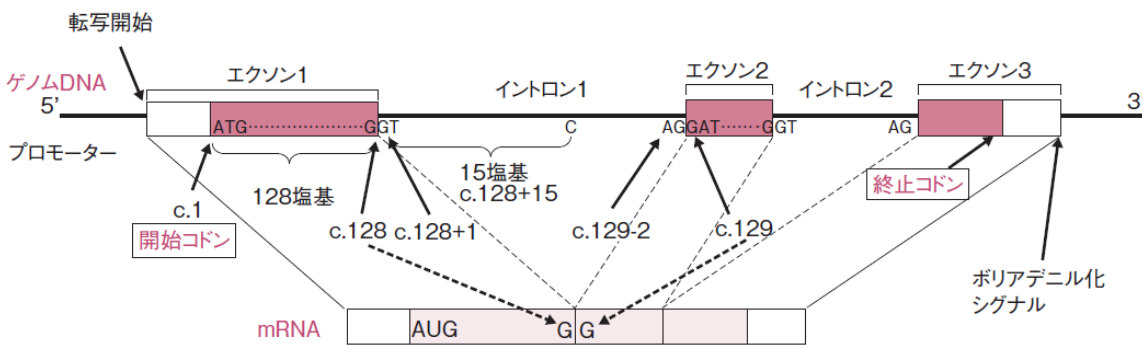 転写開始
ゲノムDNA
エクソン1
イントロン1
エクソン2
イントロン2
エクソン3
5'
3'
ATG····················G
GT
C
AG
GAT·······G
GT
AG
プロモーター
128塩基
15塩基
c.128+15
終止コドン
c.1
開始コドン
c.128
c.128+1
c.129-2
c.129
ポリアデニル化
シグナル
mRNA
AUG
G
G